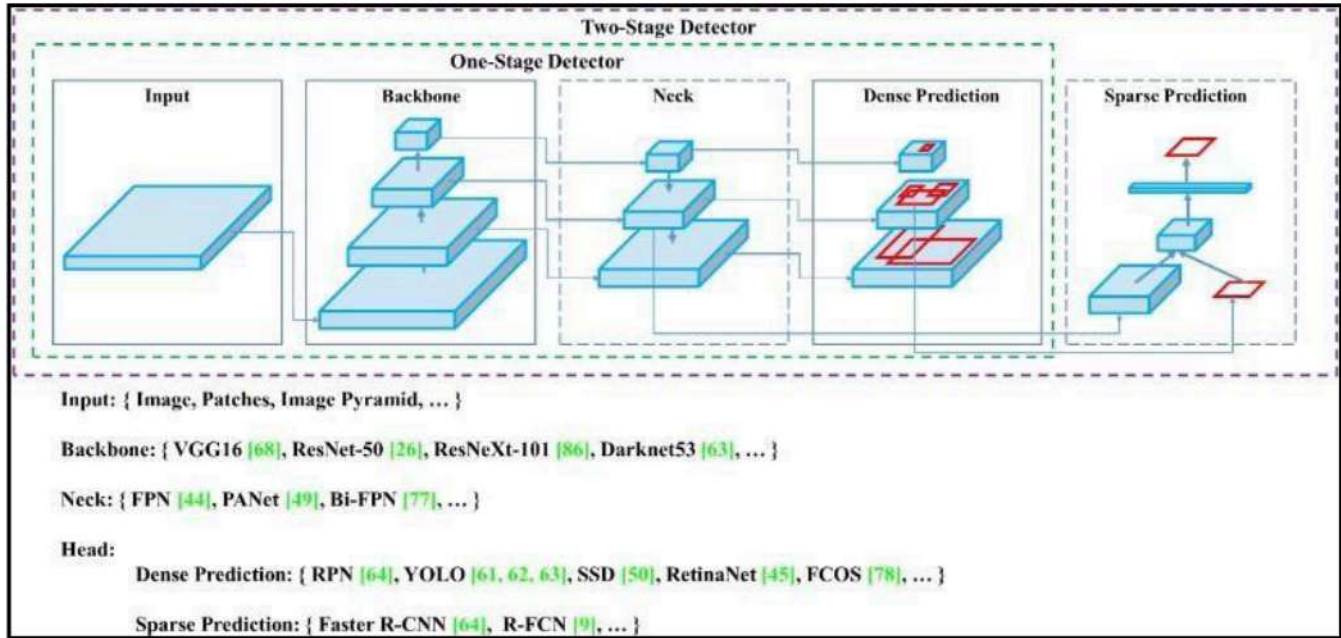 Two-Stage Detector
One-Stage Detector
Input
Backbone
Neck
Dense Prediction
Sparse Prediction
Input: { Image, Patches, Image Pyramid, … }
Backbone: { VGG16 [68], ResNet-50 [26], ResNeXt-101 [86], Darknet53 [63], … }
Neck: { FPN [44], PANet [49], Bi-FPN [77], … }
Head:
Dense Prediction: { RPN [64], YOLO [61, 62, 63], SSD [50], RetinaNet [45], FCOS [78], … }
Sparse Prediction: { Faster R-CNN [64], R-FCN [9], … }